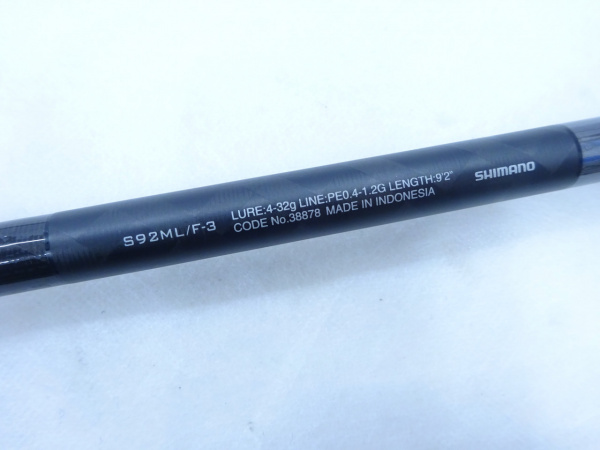 S92ML/F-3
LURE:4-32g LINE:PE0.4-1.2G LENGTH:9'2"
CODE No.38878 MADE IN INDONESIA
SHIMANO